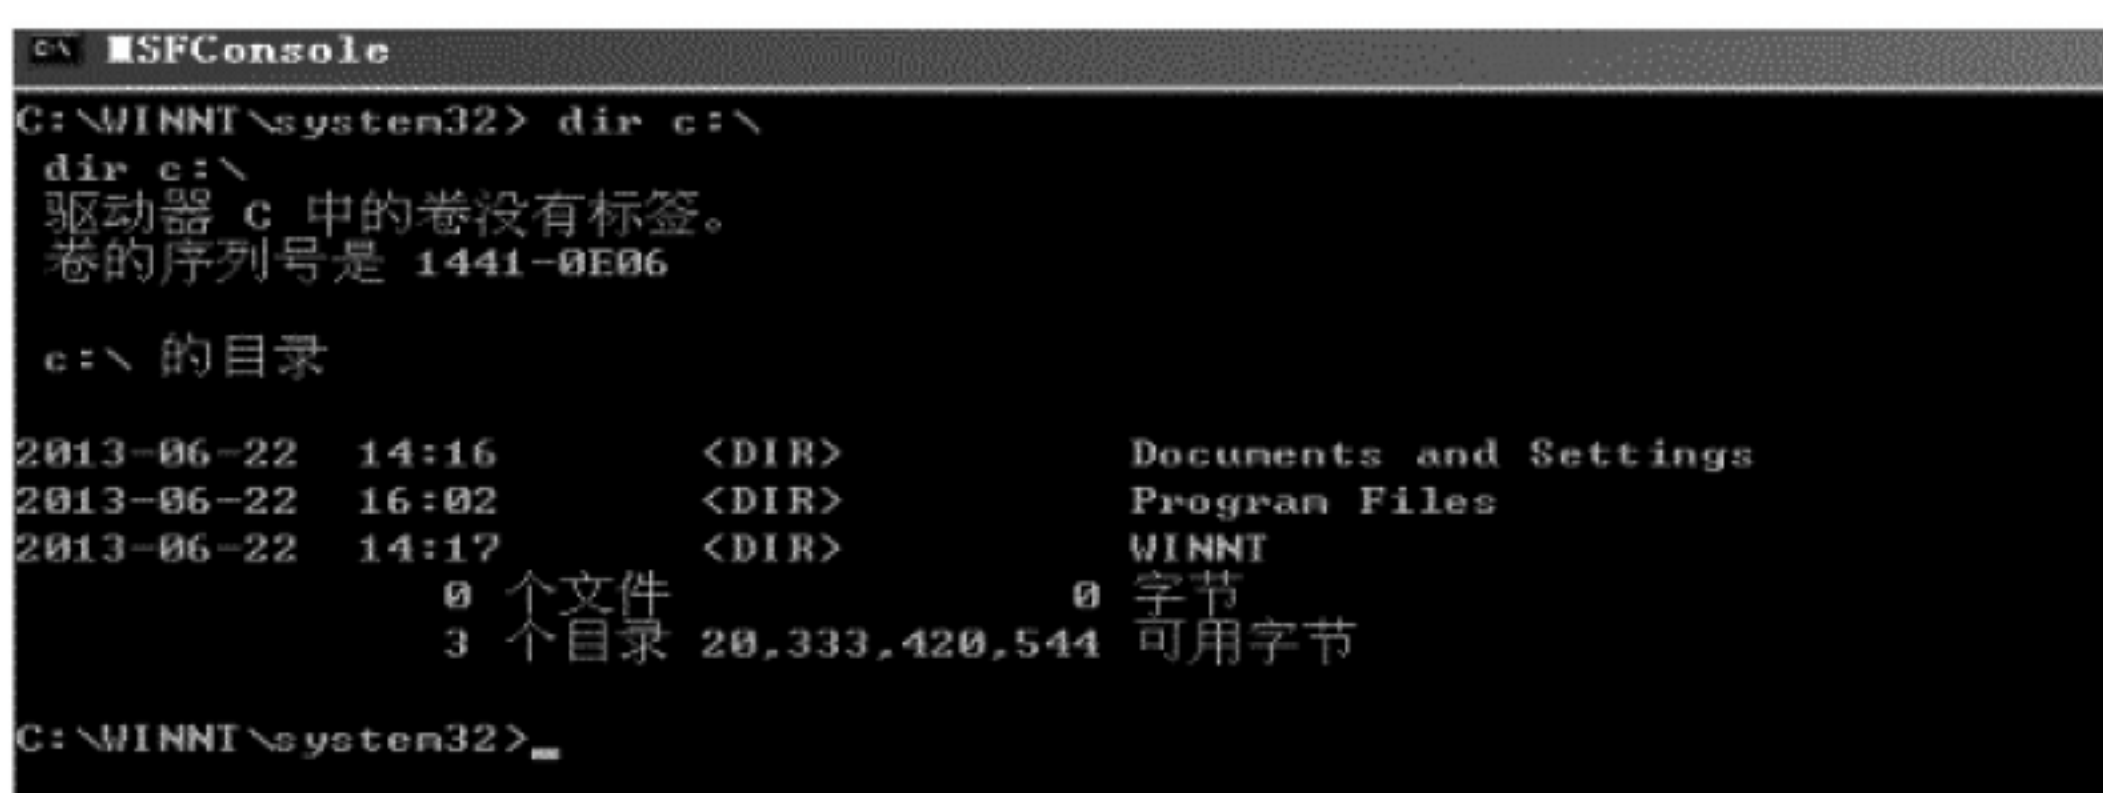 MSFConsole
C:\WINNT\system32> dir c:\
dir c:\
驱动器 C 中的卷没有标签。
卷的序列号是 1441-0E06
c:\ 的目录
2013-06-22 14:16 <DIR> Documents and Settings
2013-06-22 16:02 <DIR> Program Files
2013-06-22 14:17 <DIR> WINNT
0 个文件 0 字节
3 个目录 20,333,420,544 可用字节
C:\WINNT\system32>_